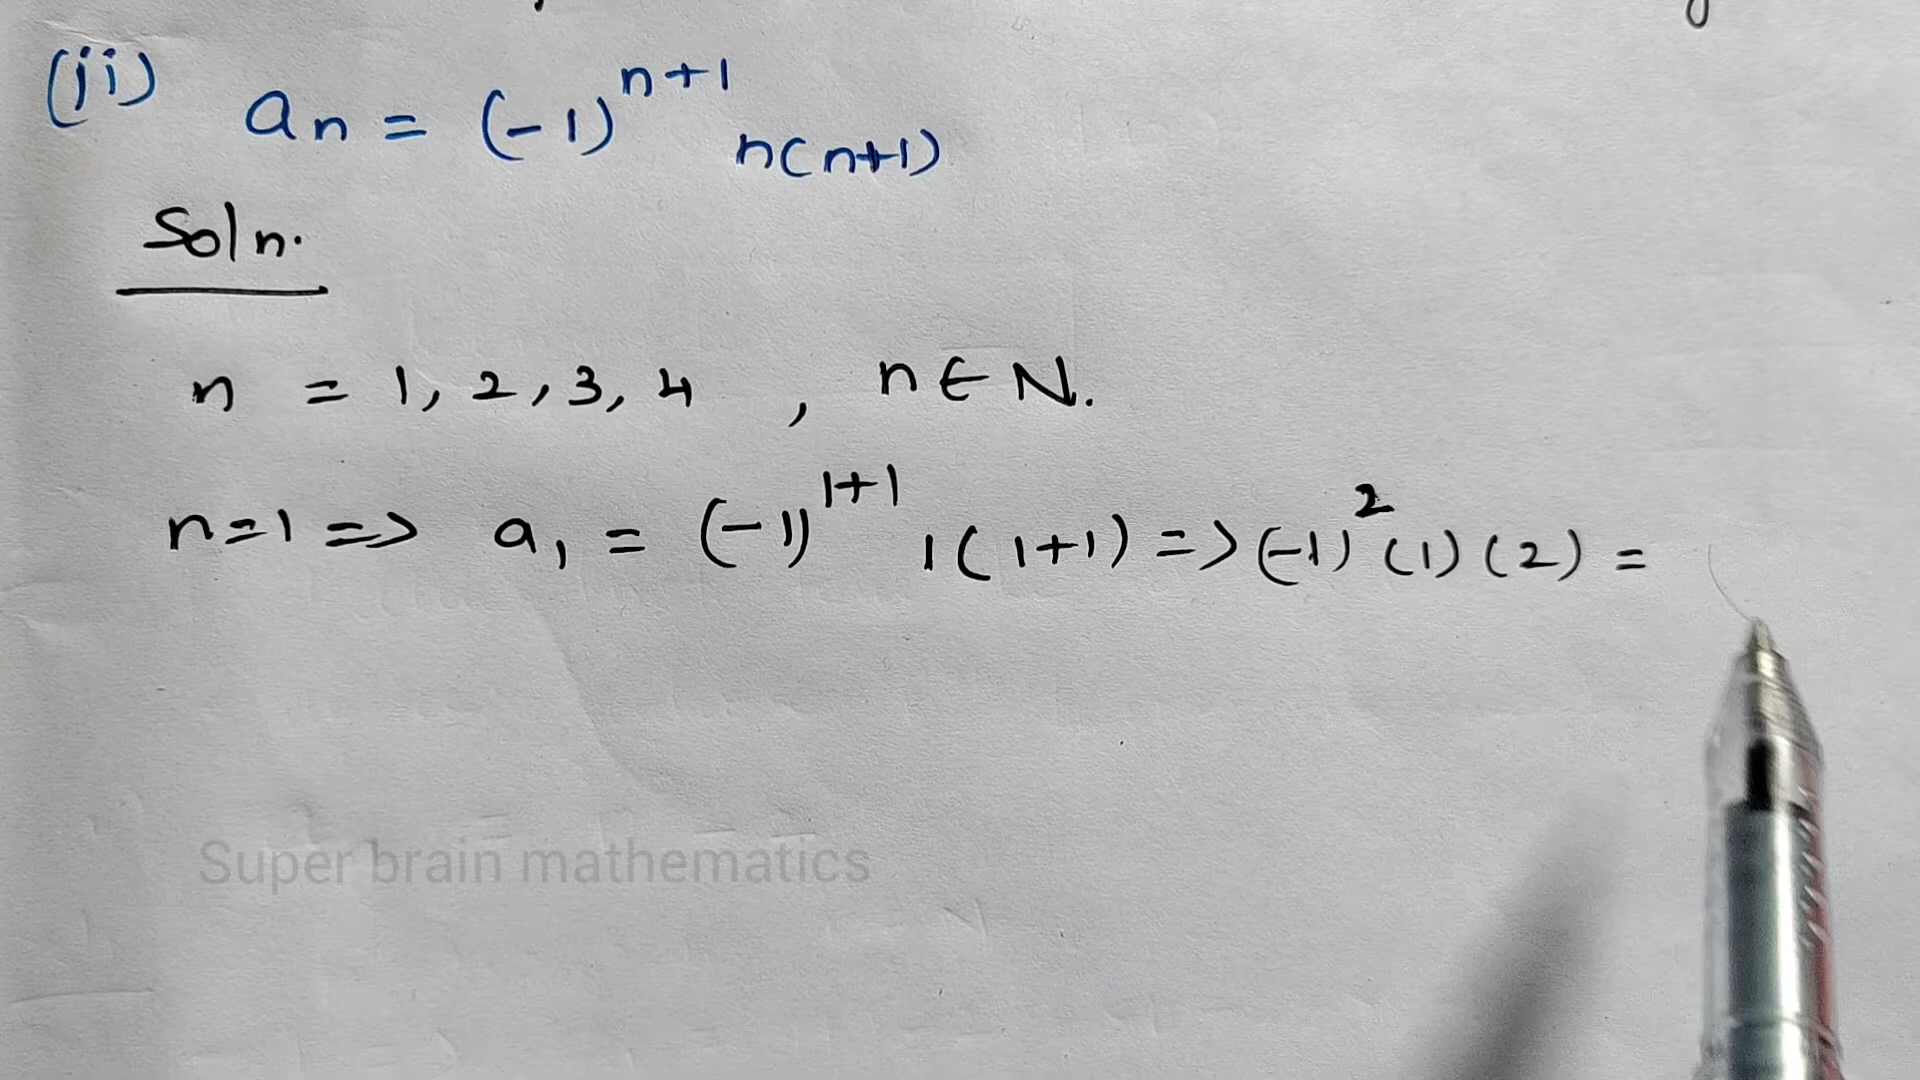 (ii) an = (-1)^n+1 n(n+1)
Soln.
n = 1, 2, 3, 4 , n ∈ N.
n=1 => a₁ = (-1)^1+1 1(1+1) => (-1)^2 (1) (2) =
Super brain mathematics